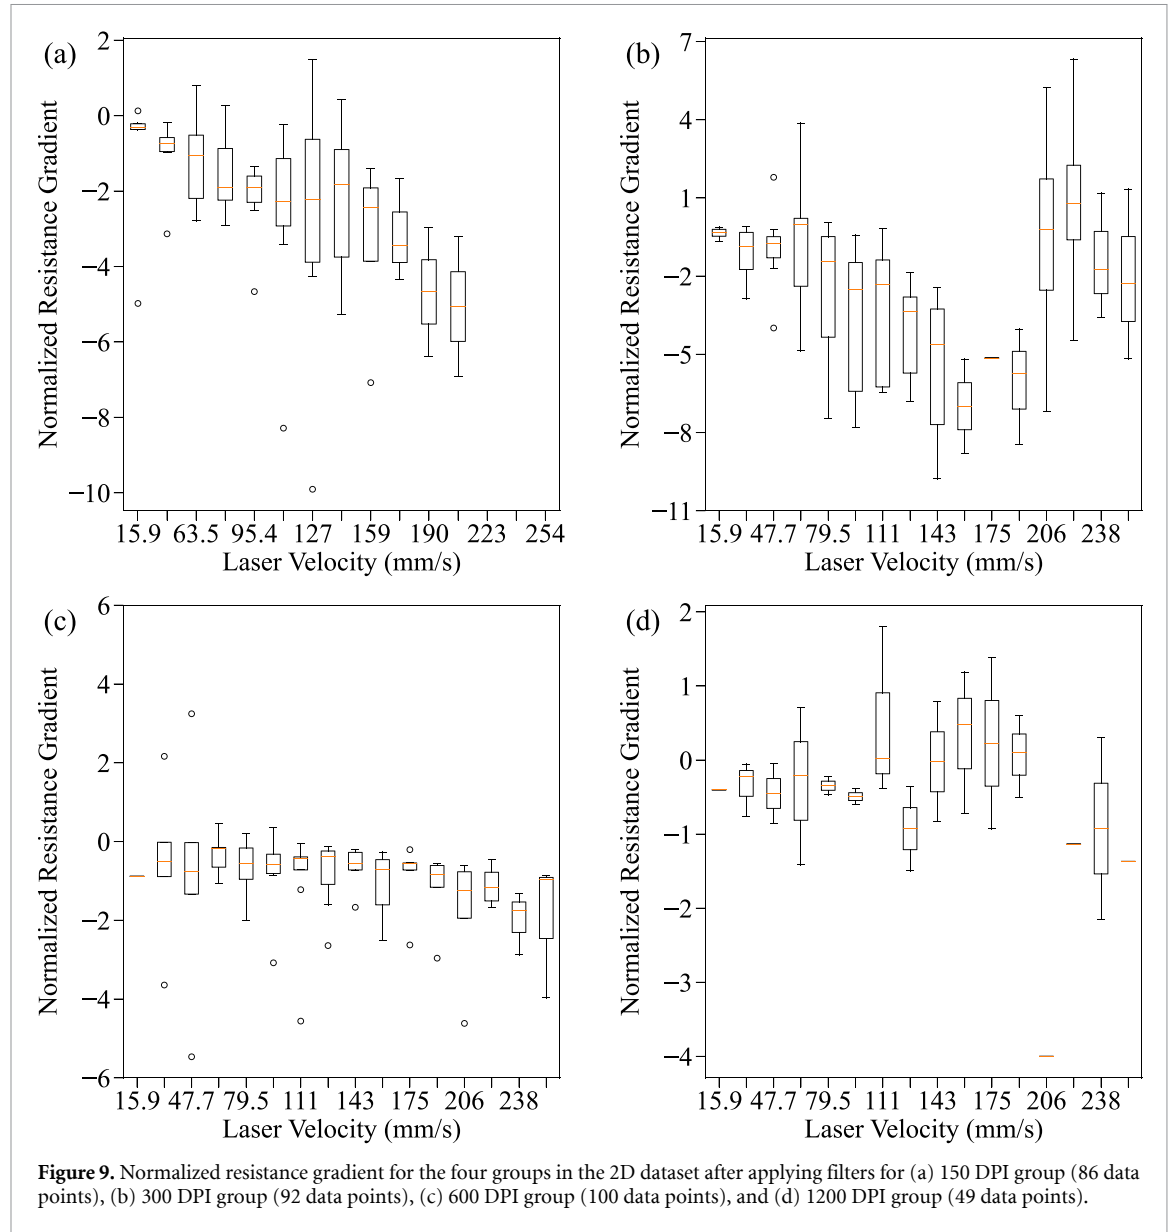 (a)
Normalized Resistance Gradient
2
0
−2
−4
−6
−8
−10
15.9 63.5 95.4 127 159 190 223 254
Laser Velocity (mm/s)
(b)
Normalized Resistance Gradient
7
4
1
−2
−5
−8
−11
15.9 47.7 79.5 111 143 175 206 238
Laser Velocity (mm/s)
(c)
Normalized Resistance Gradient
6
4
2
0
−2
−4
−6
15.9 47.7 79.5 111 143 175 206 238
Laser Velocity (mm/s)
(d)
Normalized Resistance Gradient
2
1
0
−1
−2
−3
−4
15.9 47.7 79.5 111 143 175 206 238
Laser Velocity (mm/s)
Figure 9. Normalized resistance gradient for the four groups in the 2D dataset after applying filters for (a) 150 DPI group (86 data
points), (b) 300 DPI group (92 data points), (c) 600 DPI group (100 data points), and (d) 1200 DPI group (49 data points).